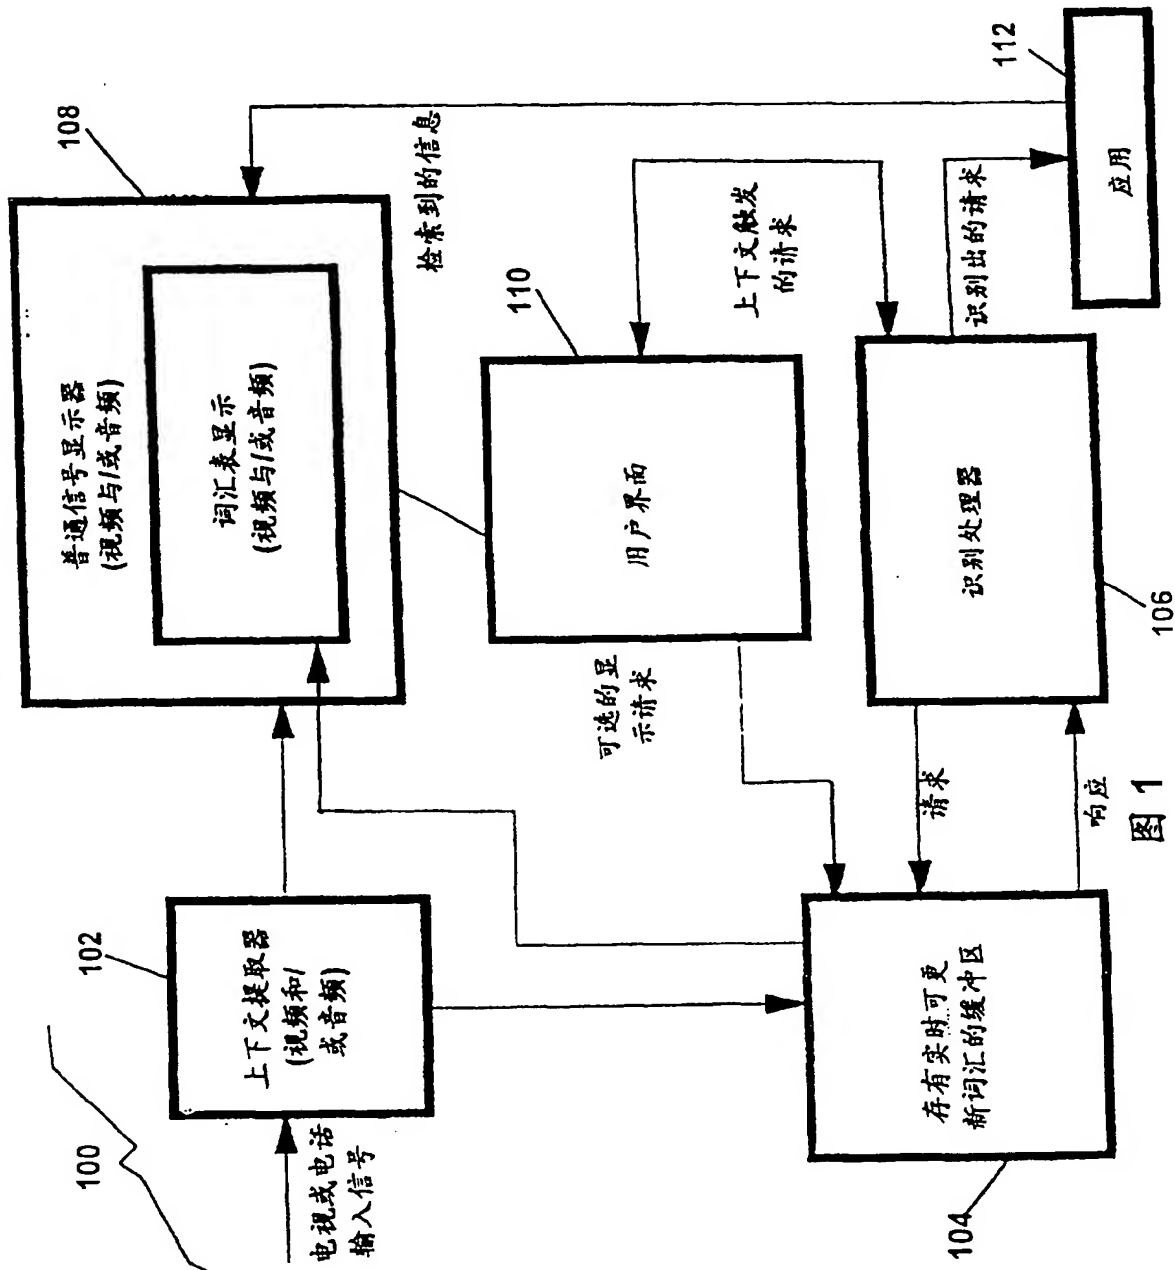 100
电视或电话
输入信号
102
上下文提取器
(视频和/
或音频)
108
普通信号显示器
(视频与/或音频)
词汇表显示
(视频与/或音频)
检索到的信息
110
用户界面
可选的显
示请求
上下文触发
的请求
104
存有实时可更
新词汇的缓冲区
请求
响应
106
识别处理器
识别出的请求
112
应用
图 1